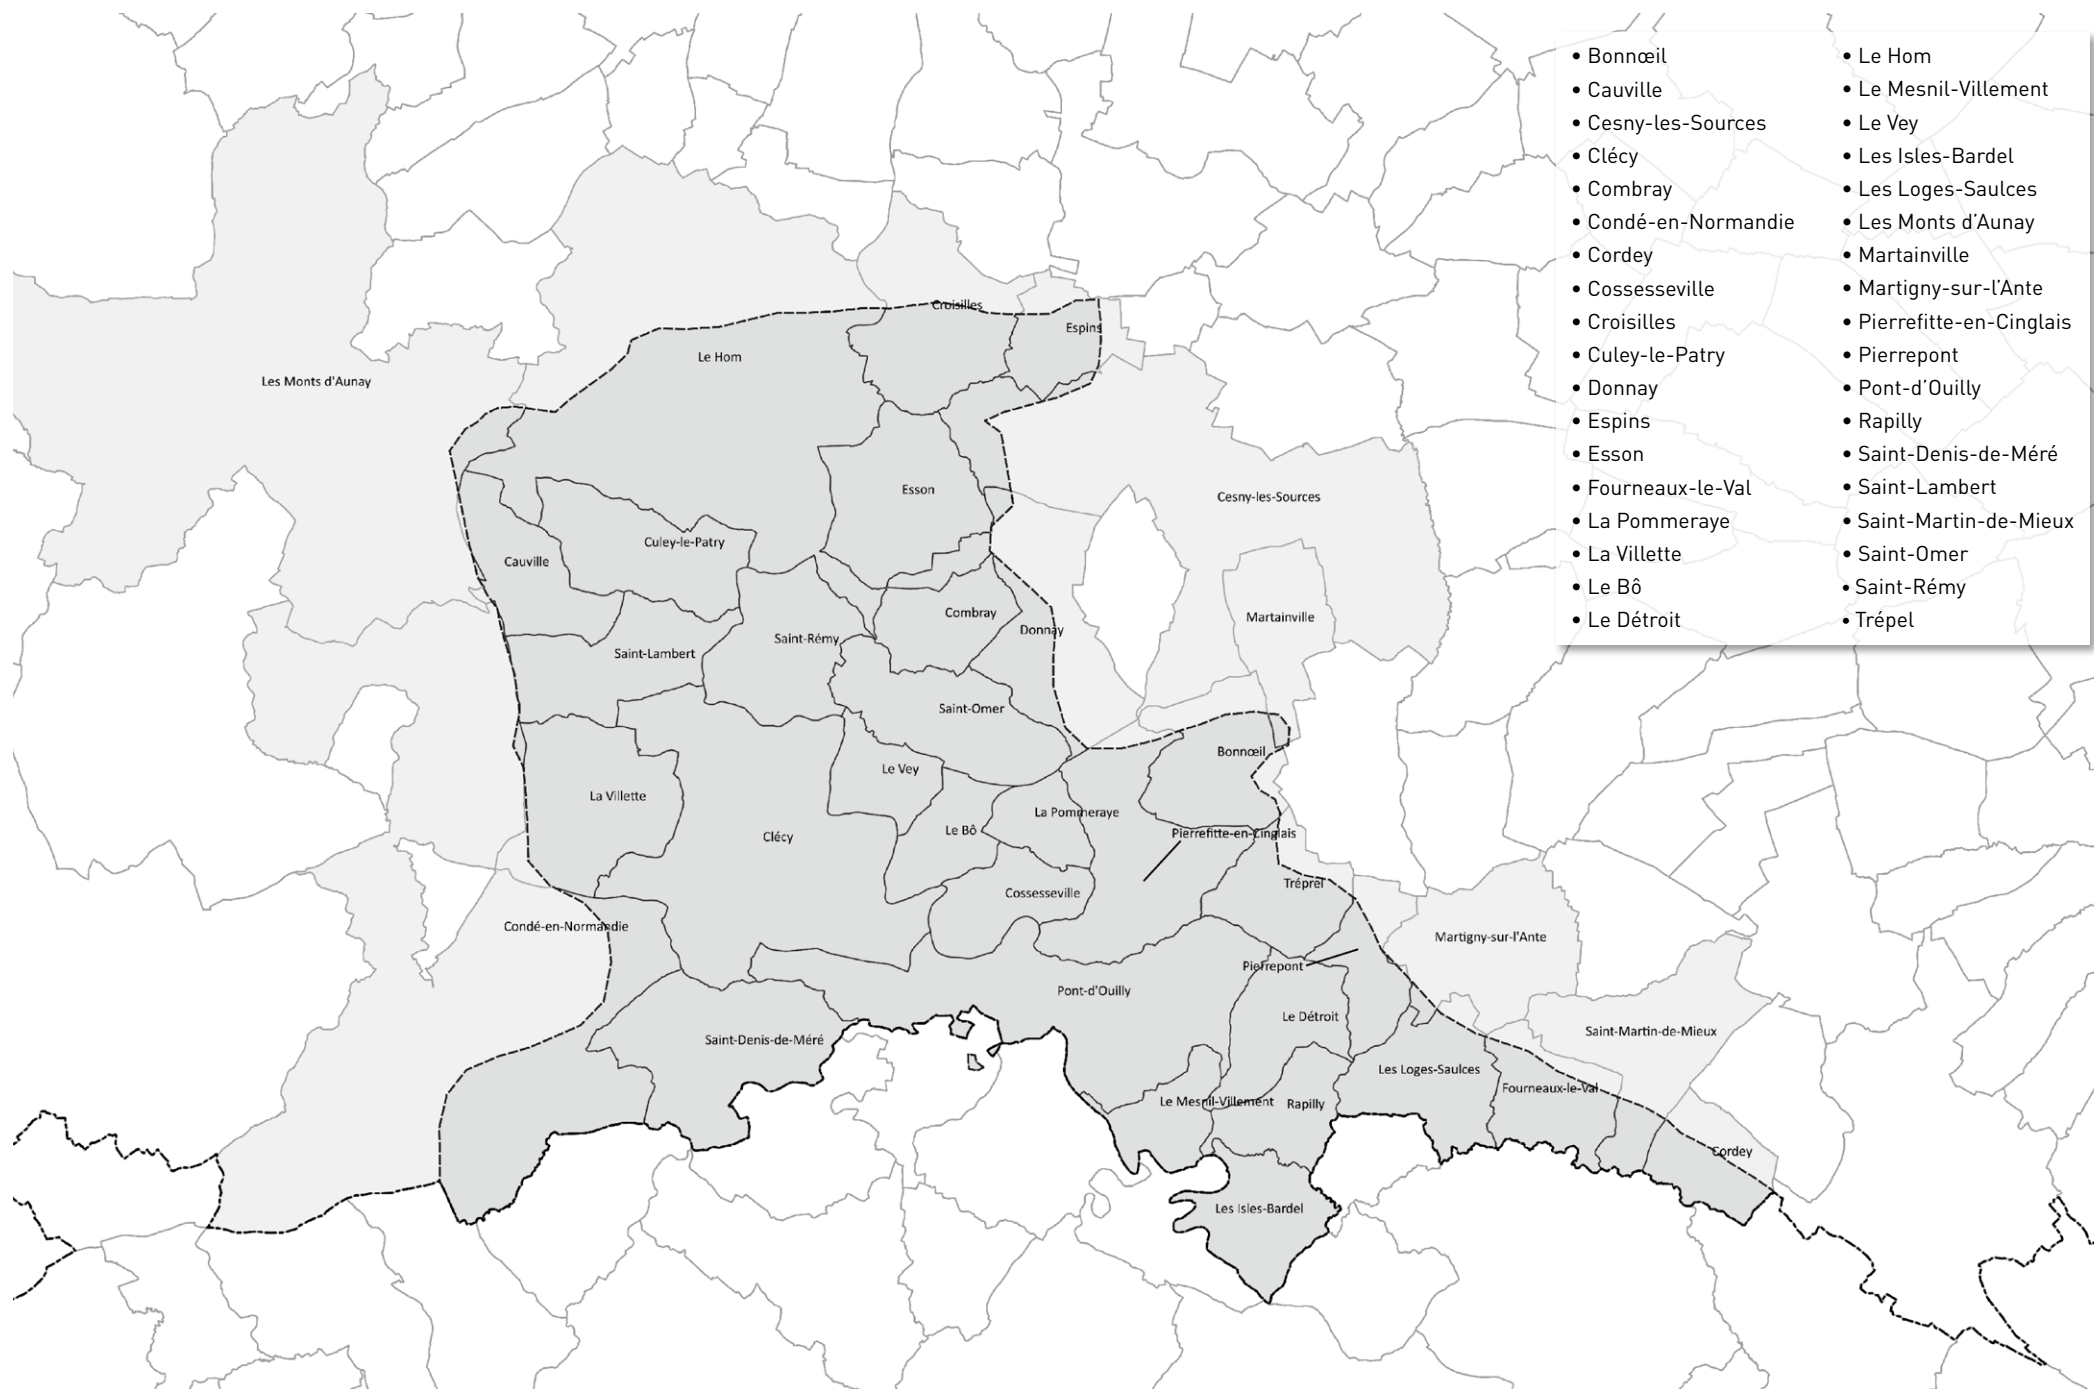 • Bonnœil
• Cauville
• Cesny-les-Sources
• Clécy
• Combray
• Condé-en-Normandie
• Cordey
• Cossesseville
• Croisilles
• Culey-le-Patry
• Donnay
• Espins
• Esson
• Fourneaux-le-Val
• La Pommeraye
• La Villette
• Le Bô
• Le Détroit
• Le Hom
• Le Mesnil-Villement
• Le Vey
• Les Isles-Bardel
• Les Loges-Saulces
• Les Monts d’Aunay
• Martainville
• Martigny-sur-l’Ante
• Pierrefitte-en-Cinglais
• Pierrepont
• Pont-d’Ouilly
• Rapilly
• Saint-Denis-de-Méré
• Saint-Lambert
• Saint-Martin-de-Mieux
• Saint-Omer
• Saint-Rémy
• Trépel
Croisilles
Espins
Le Hom
Les Monts d'Aunay
Esson
Cesny-les-Sources
Culey-le-Patry
Cauville
Combray
Martainville
Donnay
Saint-Rémy
Saint-Lambert
Saint-Omer
Bonnœil
Le Vey
La Villette
La Pommeraye
Le Bô
Pierrefitte-en-Cinglais
Clécy
Tréprel
Cossesseville
Condé-en-Normandie
Martigny-sur-l'Ante
Pierrepont
Pont-d'Ouilly
Le Détroit
Saint-Martin-de-Mieux
Saint-Denis-de-Méré
Les Loges-Saulces
Fourneaux-le-Val
Le Mesnil-Villement
Rapilly
Cordey
Les Isles-Bardel